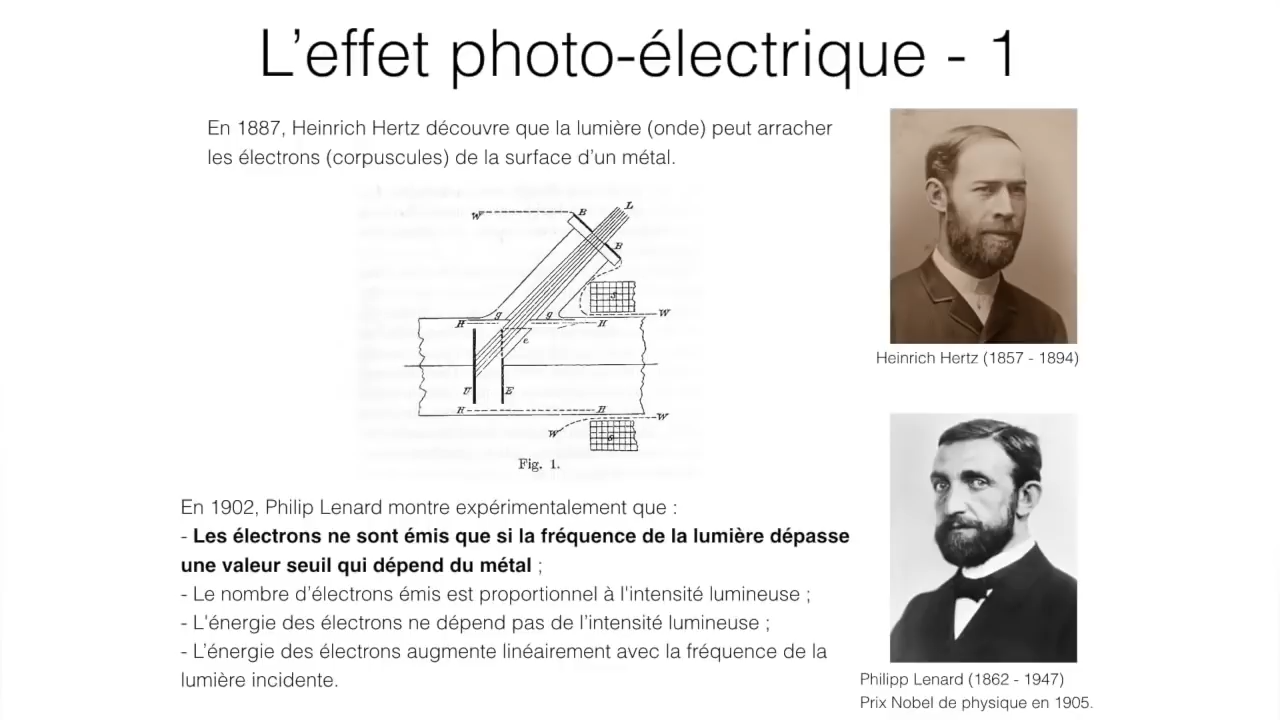 L’effet photo-électrique - 1
En 1887, Heinrich Hertz découvre que la lumière (onde) peut arracher
les électrons (corpuscules) de la surface d’un métal.
W B L
B
S
H g g H W
e
U E
H H W
W S
Fig. 1.
Heinrich Hertz (1857 - 1894)
En 1902, Philip Lenard montre expérimentalement que :
- Les électrons ne sont émis que si la fréquence de la lumière dépasse
une valeur seuil qui dépend du métal ;
- Le nombre d’électrons émis est proportionnel à l'intensité lumineuse ;
- L'énergie des électrons ne dépend pas de l’intensité lumineuse ;
- L’énergie des électrons augmente linéairement avec la fréquence de la
lumière incidente.
Philipp Lenard (1862 - 1947)
Prix Nobel de physique en 1905.